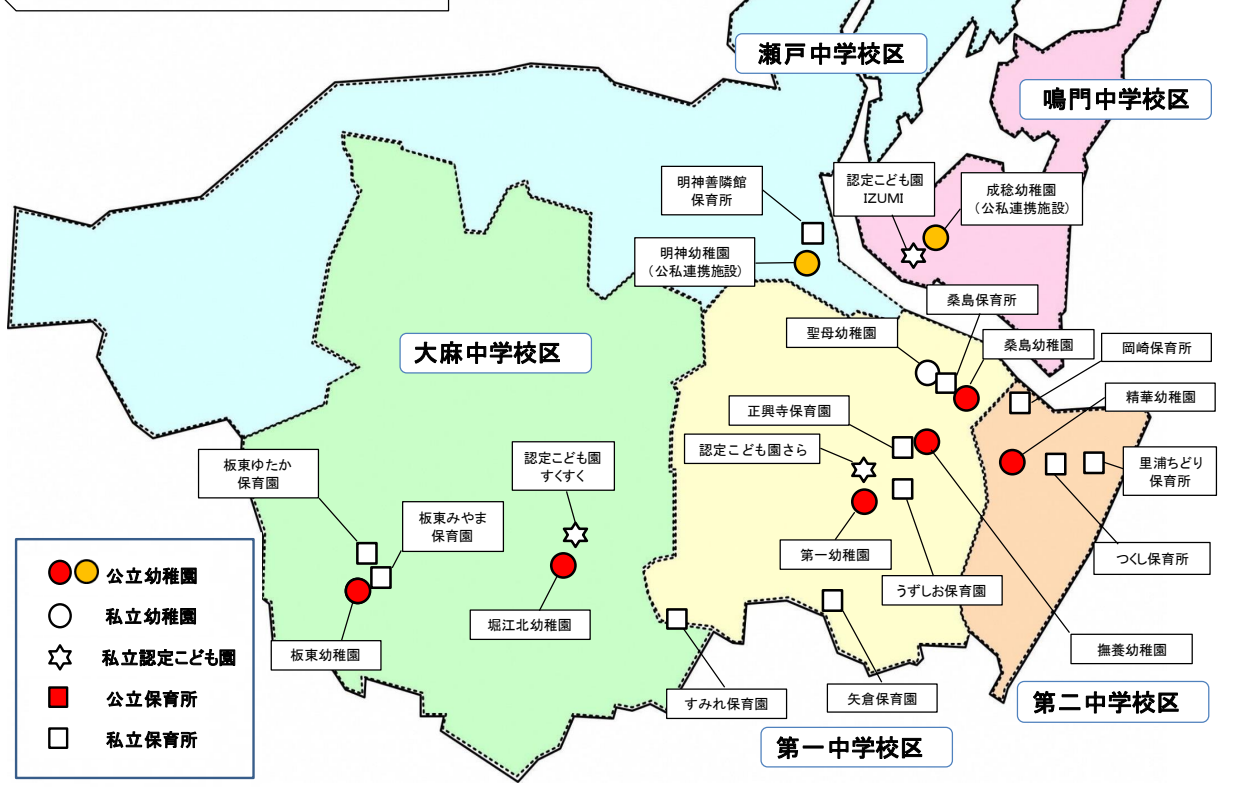 瀬戸中学校区
鳴門中学校区
明神善隣館
保育所
認定こども園
IZUMI
成稔幼稚園
（公私連携施設）
明神幼稚園
（公私連携施設）
桑島保育所
聖母幼稚園
桑島幼稚園
岡崎保育所
大麻中学校区
精華幼稚園
正興寺保育園
認定こども園さら
認定こども園
すくすく
板東ゆたか
保育園
里浦ちどり
保育所
板東みやま
保育園
第一幼稚園
つくし保育所
うずしお保育園
堀江北幼稚園
板東幼稚園
撫養幼稚園
すみれ保育園
矢倉保育園
第二中学校区
第一中学校区
公立幼稚園
私立幼稚園
私立認定こども園
公立保育所
私立保育所